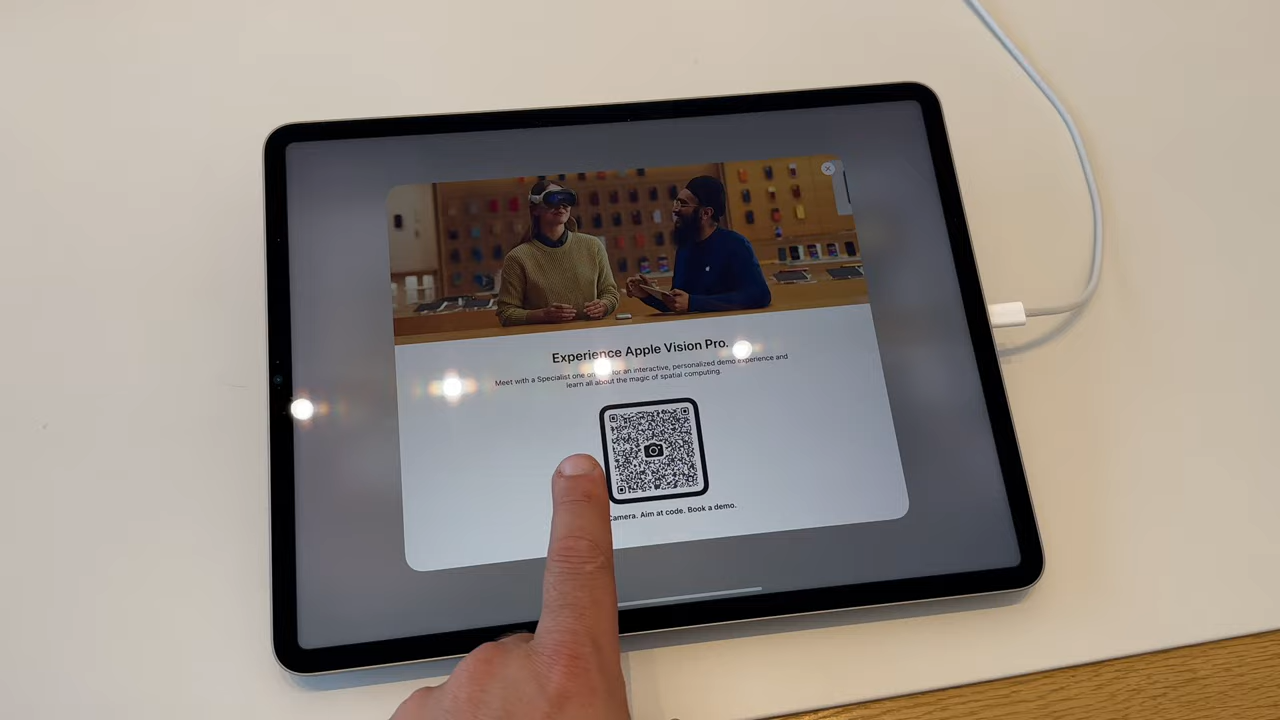 Experience Apple Vision Pro.
Meet with a Specialist one on for an interactive, personalized demo experience and
learn all about the magic of spatial computing.
Camera. Aim at code. Book a demo.